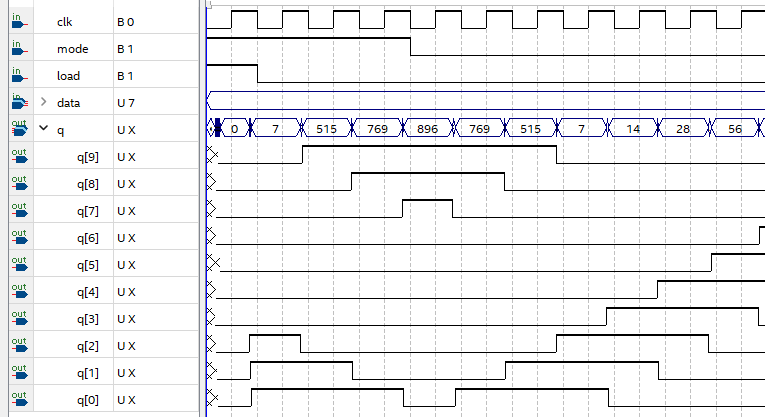 in clk B 0
in mode B 1
in load B 1
in data U 7
out q U X 0 7 515 769 896 769 515 7 14 28 56
out q[9] U X
out q[8] U X
out q[7] U X
out q[6] U X
out q[5] U X
out q[4] U X
out q[3] U X
out q[2] U X
out q[1] U X
out q[0] U X